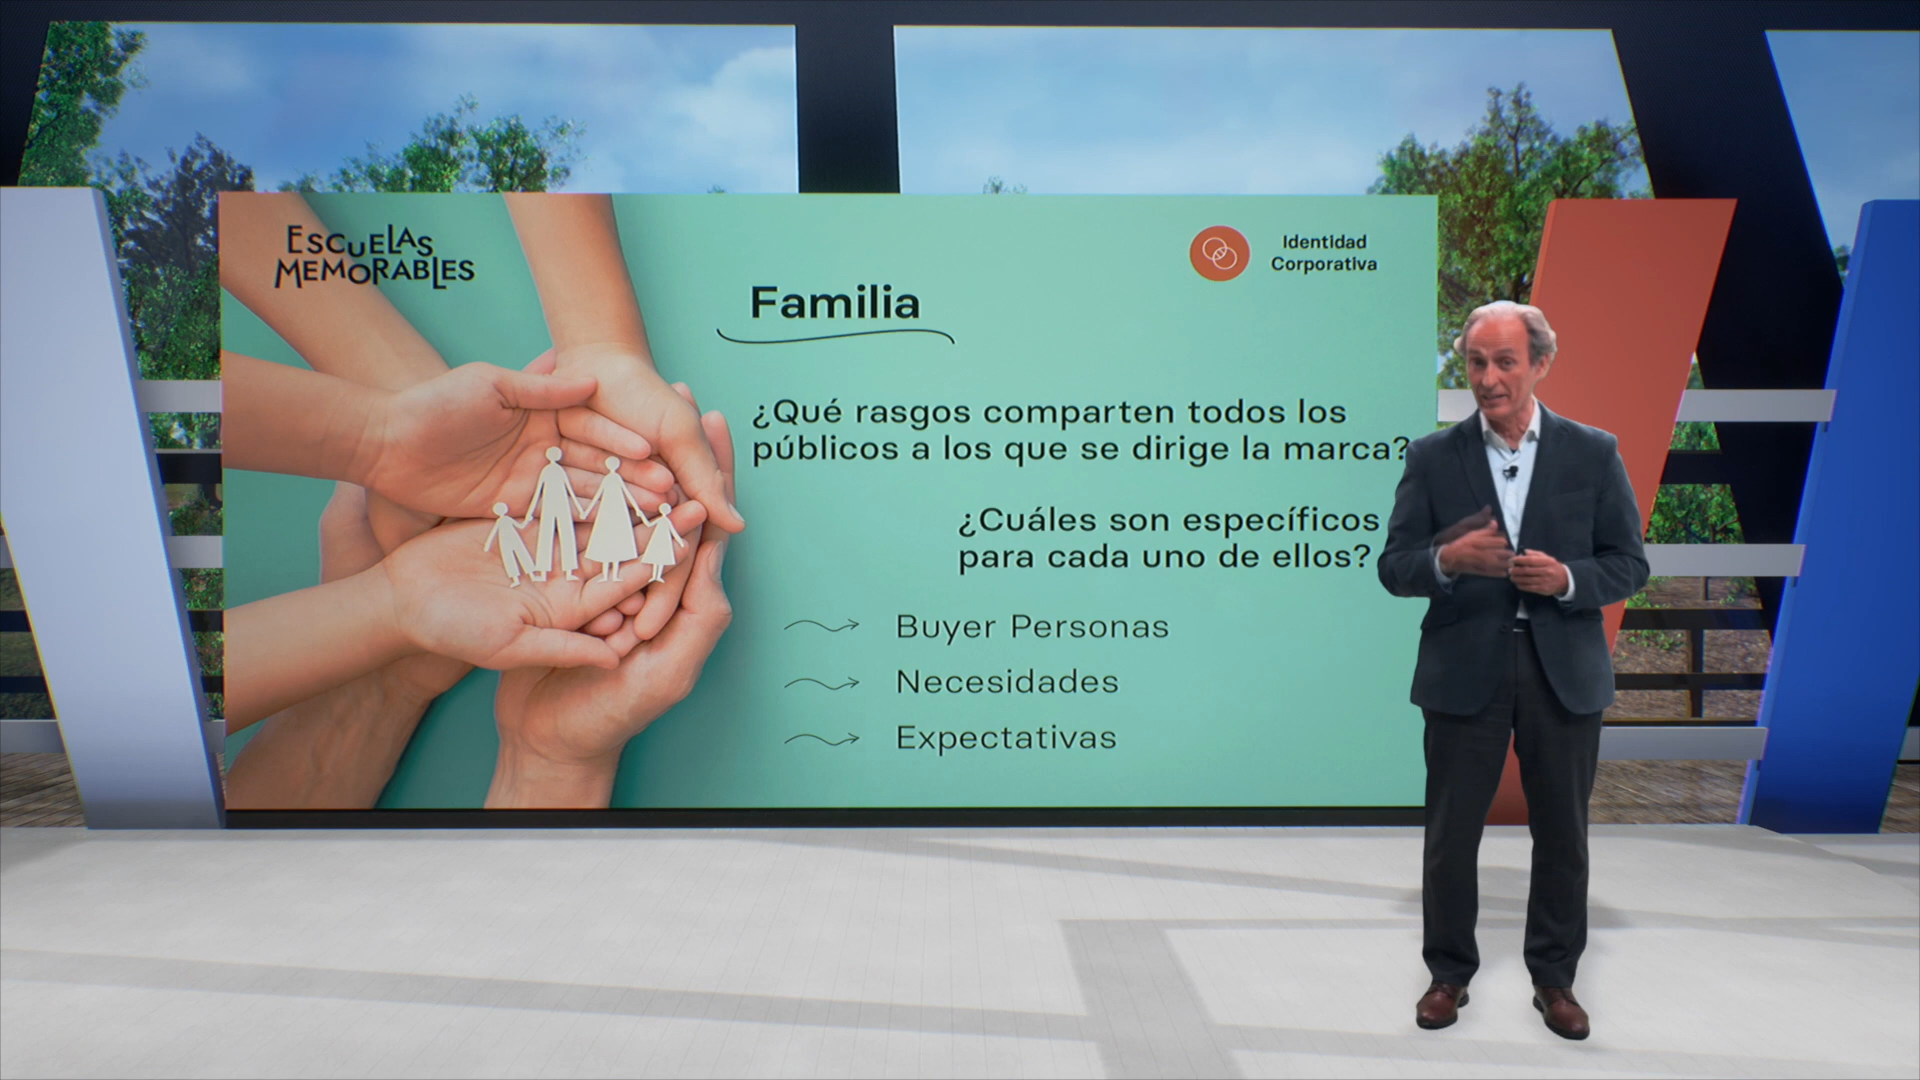 ESCUELAS
MEMORABLES
Identidad
Corporativa
Familia
¿Qué rasgos comparten todos los
públicos a los que se dirige la marca?
¿Cuáles son específicos
para cada uno de ellos?
Buyer Personas
Necesidades
Expectativas